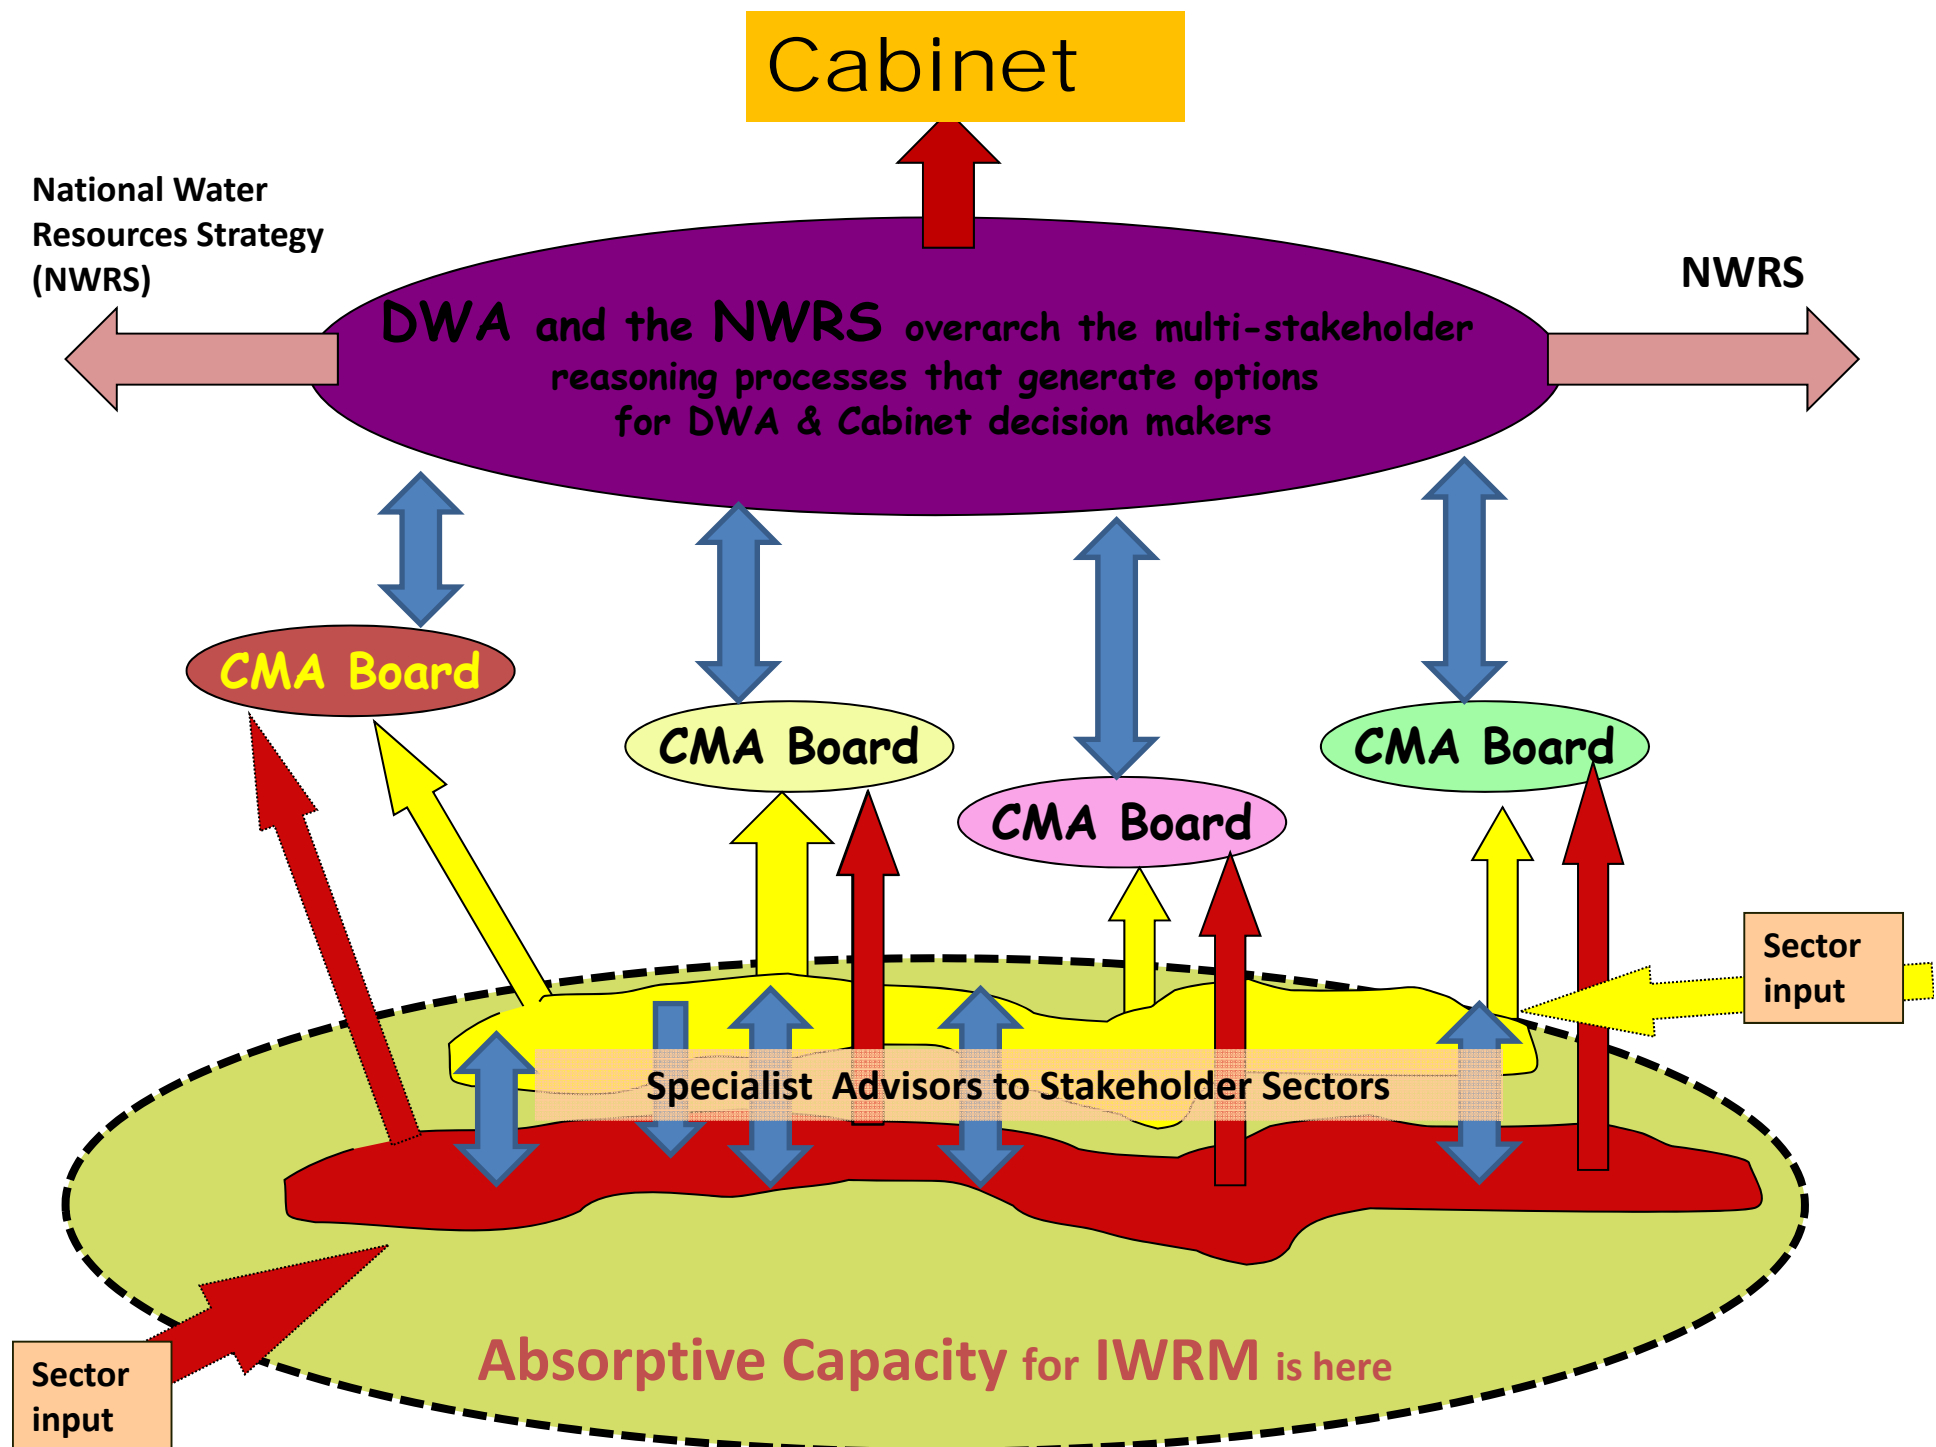 Cabinet
National Water
Resources Strategy
(NWRS)
NWRS
DWA and the NWRS overarch the multi-stakeholder
reasoning processes that generate options
for DWA & Cabinet decision makers
CMA Board
CMA Board
CMA Board
CMA Board
Sector
input
Specialist Advisors to Stakeholder Sectors
Absorptive Capacity for IWRM is here
Sector
input